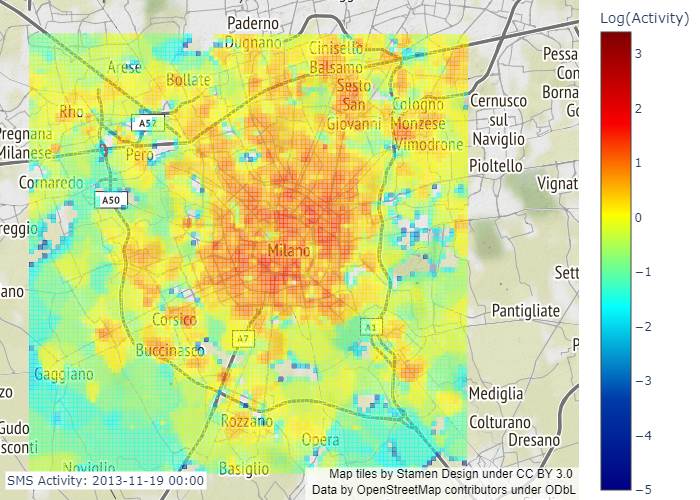 Log(Activity)
Paderno
Dugnano
Cinisello
Balsamo
Arese
Bollate
Sesto
San
Giovanni
Rho
A52
Cologno
Monzese
Vimodrone
Cernusco
sul
Naviglio
Pessa
Con
Borna
Go
Pregnana
Milanese
Pero
Pioltello
Cornaredo
A50
Vignat
reggio
Milano
Sett
ano
Pantigliate
Corsico
A7
A1
Buccinasco
Gaggiano
Mediglia
zo
Rozzano
Colturano
Gudo
sconti
Opera
Dresano
Noviglio
Basiglio
P
SMS Activity: 2013-11-19 00:00
Map tiles by Stamen Design under CC BY 3.0
Data by OpenStreetMap contributors under ODbL
3
2
1
0
−1
−2
−3
−4
−5